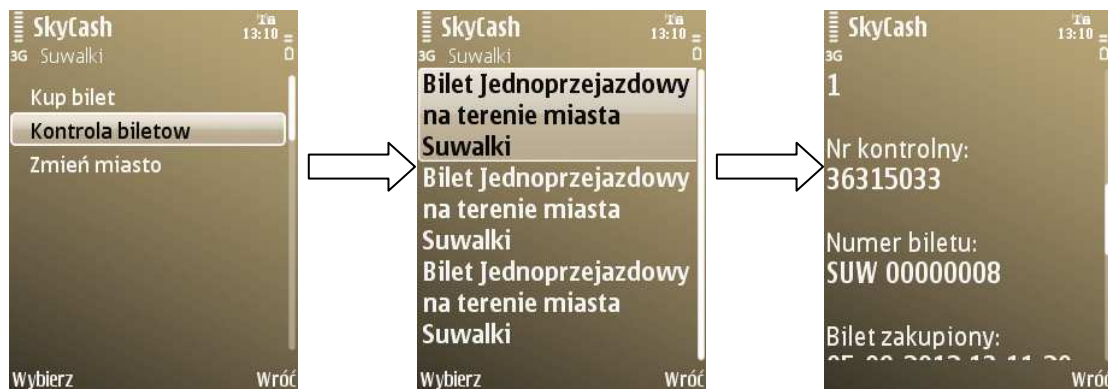 SkyCash
13:10
3G Suwalki
Kup bilet
Kontrola biletow
Zmień miasto
Wybierz Wróć
SkyCash
13:10
3G Suwalki
Bilet Jednoprzejazdowy
na terenie miasta
Suwalki
Bilet Jednoprzejazdowy
na terenie miasta
Suwalki
Bilet Jednoprzejazdowy
na terenie miasta
Suwalki
Wybierz Wróć
SkyCash
13:10
3G
1
Nr kontrolny:
36315033
Numer biletu:
SUW 00000008
Bilet zakupiony:
Wróć